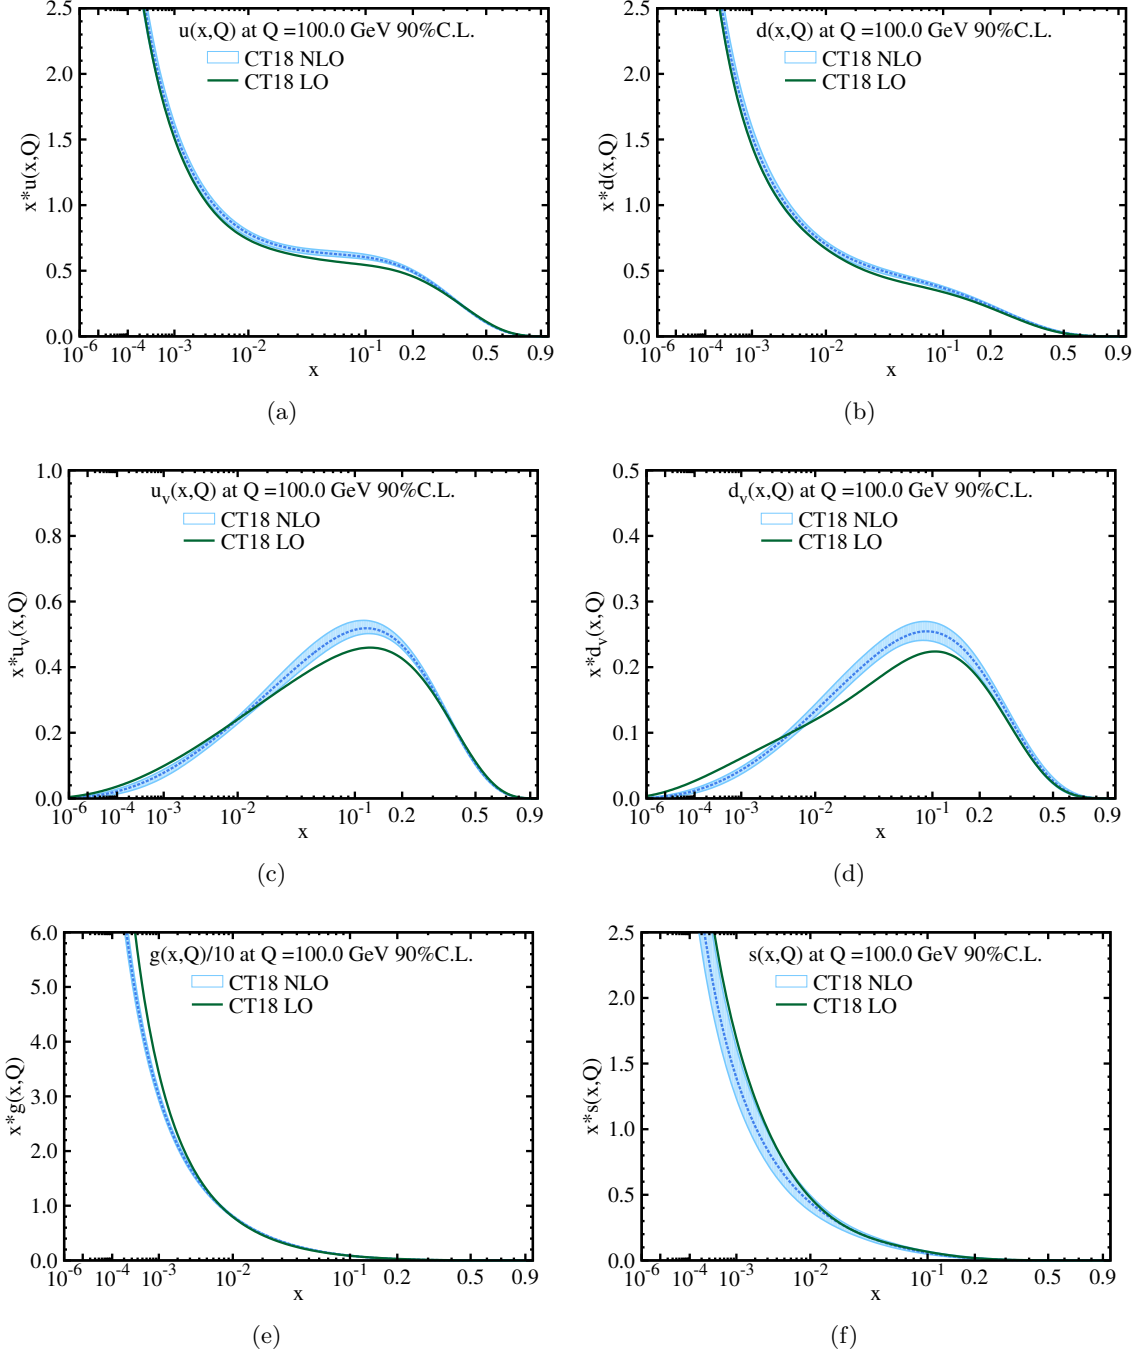 u(x,Q) at Q =100.0 GeV 90%C.L.
CT18 NLO
CT18 LO
x*u(x,Q)
2.5
2.0
1.5
1.0
0.5
0.0
10^-6 10^-4 10^-3 10^-2 10^-1 0.2 0.5 0.9
x
(a)
d(x,Q) at Q =100.0 GeV 90%C.L.
CT18 NLO
CT18 LO
x*d(x,Q)
2.5
2.0
1.5
1.0
0.5
0.0
10^-6 10^-4 10^-3 10^-2 10^-1 0.2 0.5 0.9
x
(b)
u_v(x,Q) at Q =100.0 GeV 90%C.L.
CT18 NLO
CT18 LO
x*u_v(x,Q)
1.0
0.8
0.6
0.4
0.2
0.0
10^-6 10^-4 10^-3 10^-2 10^-1 0.2 0.5 0.9
x
(c)
d_v(x,Q) at Q =100.0 GeV 90%C.L.
CT18 NLO
CT18 LO
x*d_v(x,Q)
0.5
0.4
0.3
0.2
0.1
0.0
10^-6 10^-4 10^-3 10^-2 10^-1 0.2 0.5 0.9
x
(d)
g(x,Q)/10 at Q =100.0 GeV 90%C.L.
CT18 NLO
CT18 LO
x*g(x,Q)
6.0
5.0
4.0
3.0
2.0
1.0
0.0
10^-6 10^-4 10^-3 10^-2 10^-1 0.2 0.5 0.9
x
(e)
s(x,Q) at Q =100.0 GeV 90%C.L.
CT18 NLO
CT18 LO
x*s(x,Q)
2.5
2.0
1.5
1.0
0.5
0.0
10^-6 10^-4 10^-3 10^-2 10^-1 0.2 0.5 0.9
x
(f)